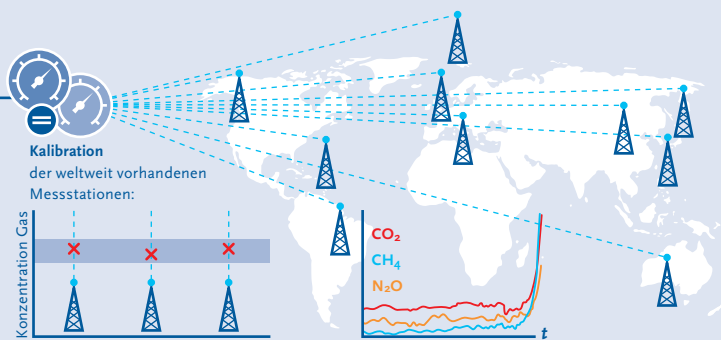 Kalibration
der weltweit vorhandenen
Messstationen:
Konzentration Gas
CO₂
CH₄
N₂O
t